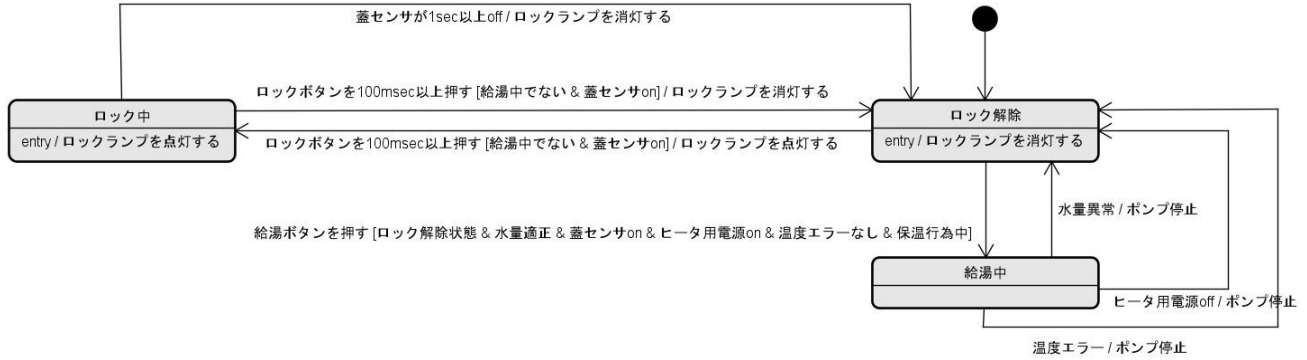 蓋センサが1sec以上off / ロックランプを消灯する
ロックボタンを100msec以上押す [給湯中でない & 蓋センサon] / ロックランプを消灯する
ロック中
entry / ロックランプを点灯する
ロック解除
entry / ロックランプを消灯する
ロックボタンを100msec以上押す [給湯中でない & 蓋センサon] / ロックランプを点灯する
水量異常 / ポンプ停止
給湯ボタンを押す [ロック解除状態 & 水量適正 & 蓋センサon & ヒータ用電源on & 温度エラーなし & 保温行為中]
給湯中
ヒータ用電源off / ポンプ停止
温度エラー / ポンプ停止